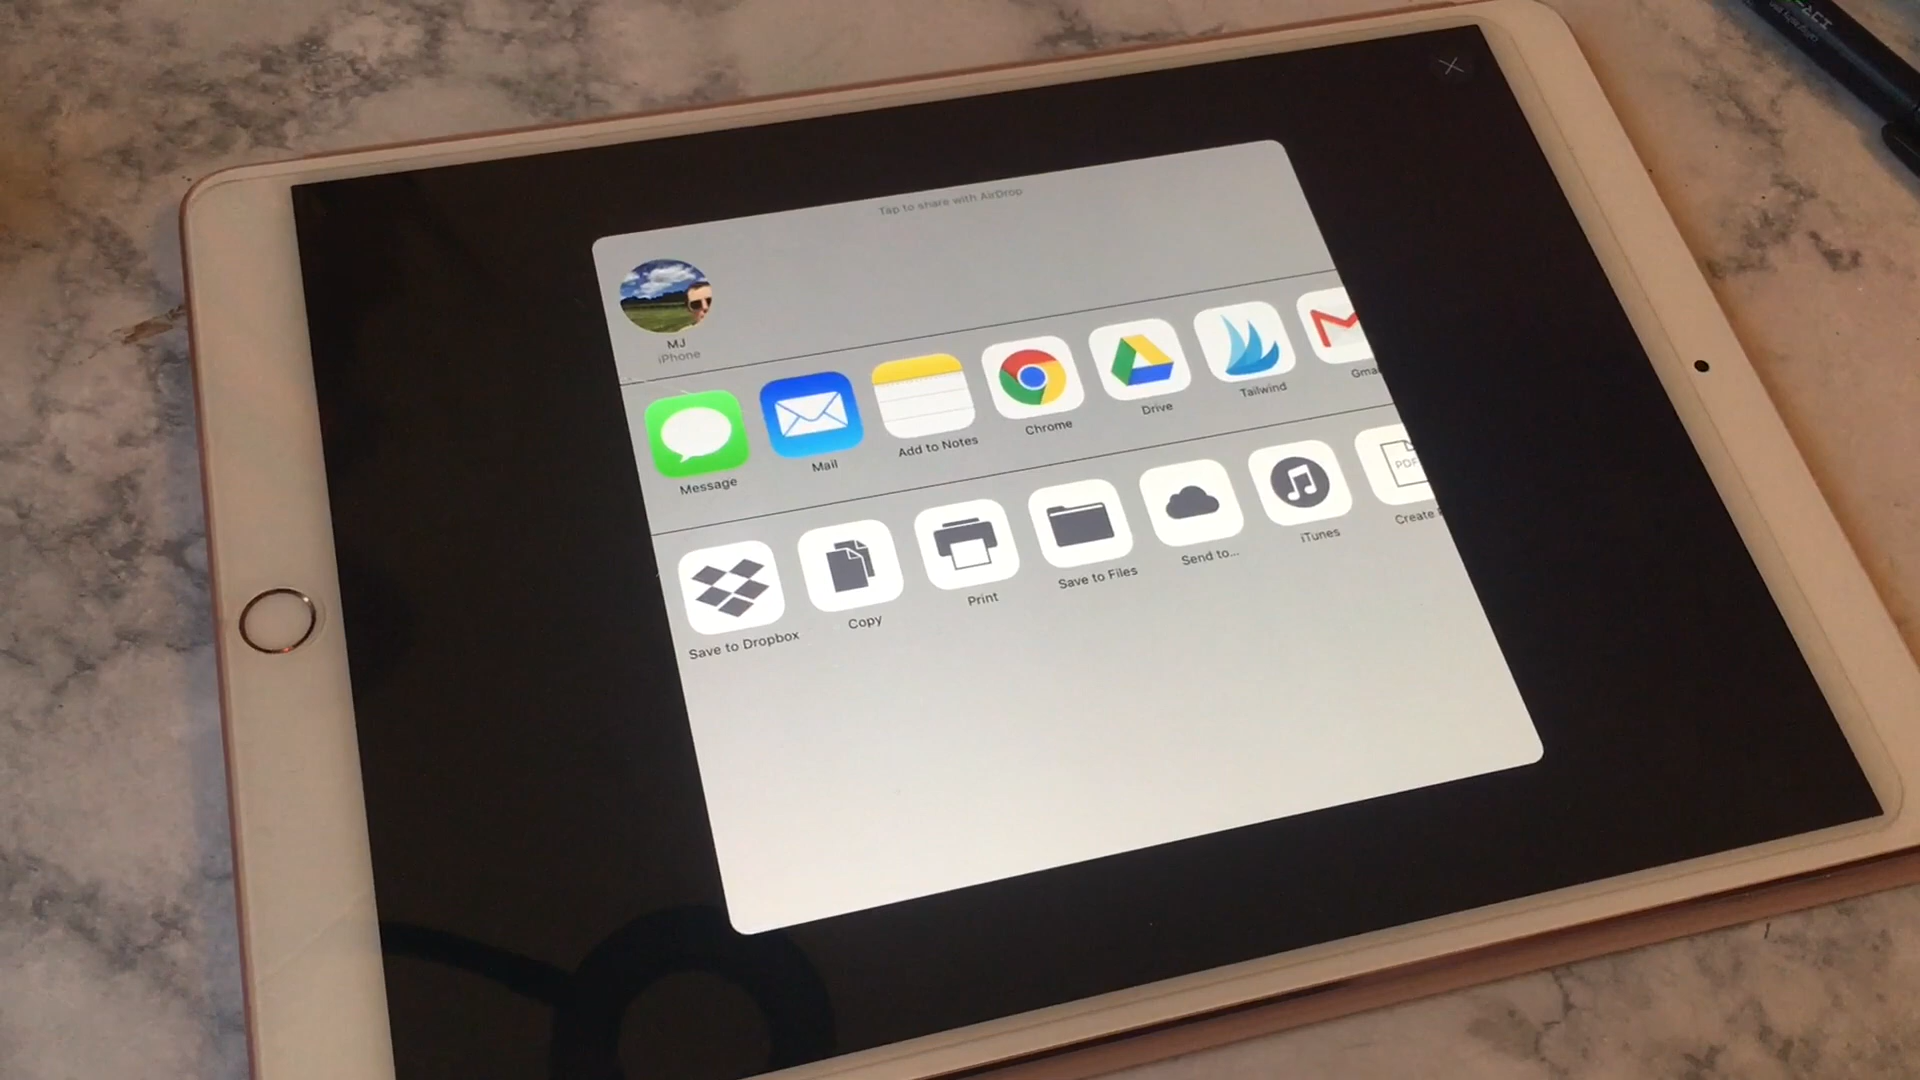 Tap to share with AirDrop
MJ
iPhone
Message
Mail
Add to Notes
Chrome
Drive
Tailwind
Gma
Save to Dropbox
Copy
Print
Save to Files
Send to...
iTunes
PDF
Create